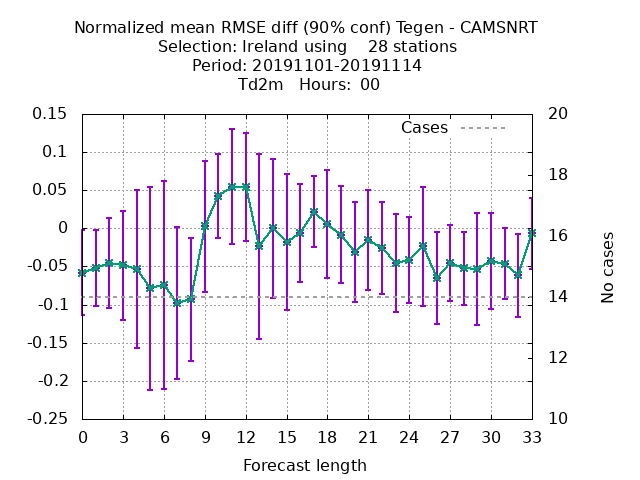 Normalized mean RMSE diff (90% conf) Tegen - CAMSNRT
Selection: Ireland using    28 stations
Period: 20191101-20191114
Td2m   Hours:  00
Cases
0.15
0.1
0.05
0
-0.05
-0.1
-0.15
-0.2
-0.25
20
18
16
14
12
10
No cases
0 3 6 9 12 15 18 21 24 27 30 33
Forecast length